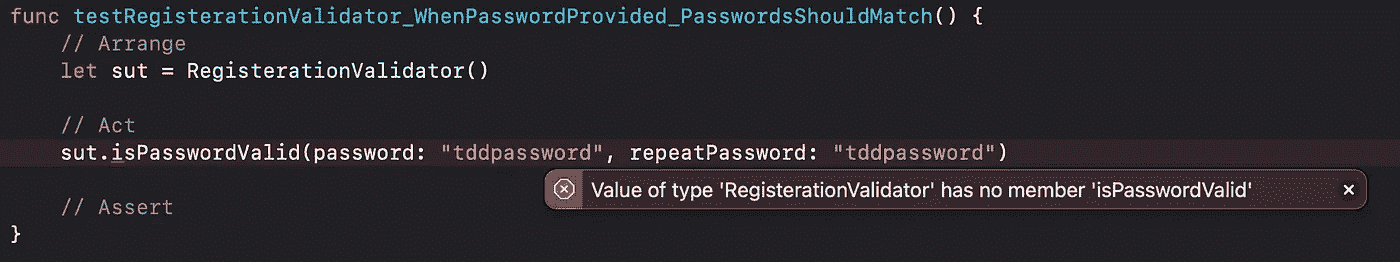 func testRegisterationValidator_WhenPasswordProvided_PasswordsShouldMatch() {
// Arrange
let sut = RegisterationValidator()
// Act
sut.isPasswordValid(password: "tddpassword", repeatPassword: "tddpassword")
Value of type 'RegisterationValidator' has no member 'isPasswordValid'
// Assert
}